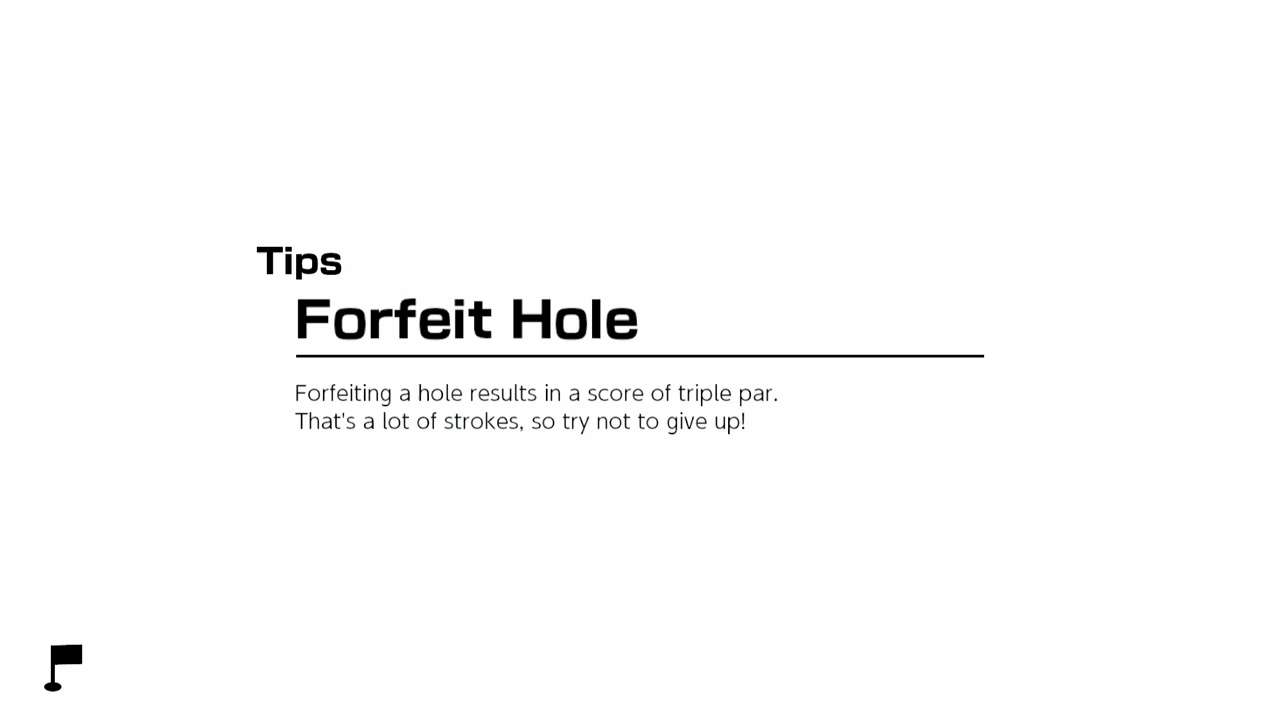 Tips
Forfeit Hole
Forfeiting a hole results in a score of triple par.
That's a lot of strokes, so try not to give up!